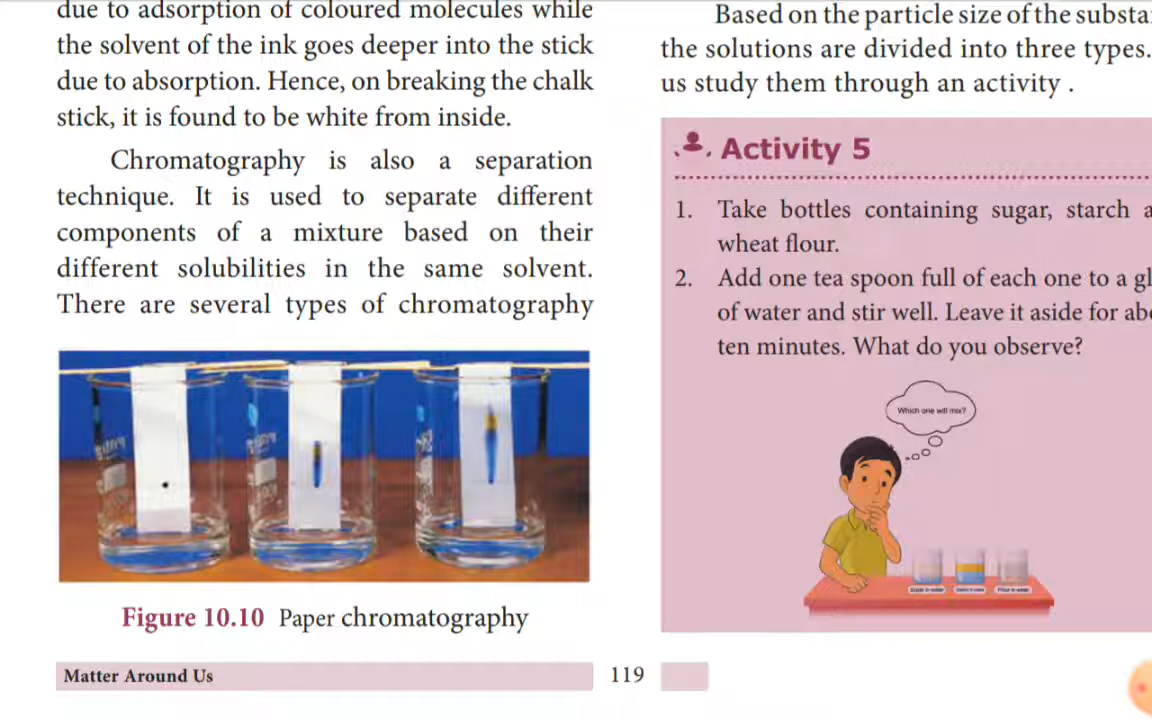 due to adsorption of coloured molecules while
the solvent of the ink goes deeper into the stick
due to absorption. Hence, on breaking the chalk
stick, it is found to be white from inside.
Chromatography is also a separation
technique. It is used to separate different
components of a mixture based on their
different solubilities in the same solvent.
There are several types of chromatography
Figure 10.10 Paper chromatography
Matter Around Us
119
Based on the particle size of the
the solutions are divided into three types.
us study them through an activity .
Activity 5
1. Take bottles containing sugar, starch
wheat flour.
2. Add one tea spoon full of each one to a
of water and stir well. Leave it aside for
ten minutes. What do you observe?
Which one will mix?